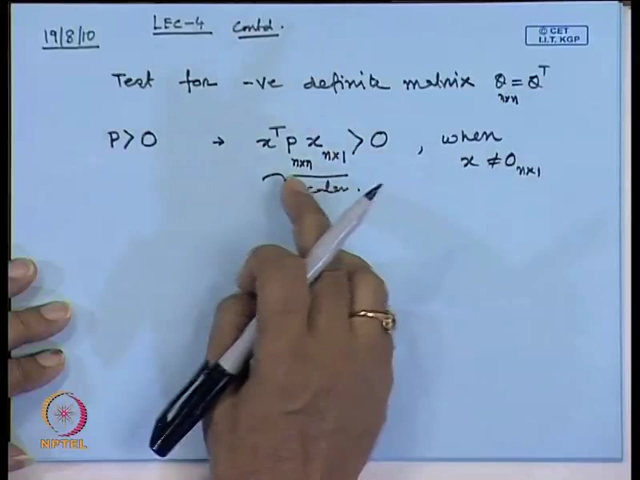 19/8/10 LEC-4 Contd.
© CET
I.I.T. KGP
Test for -ve definite matrix Q n×n = Q^T
P>0 → x^T P n×n x n×1 > 0 , when
x ≠ 0 n×1
NPTEL